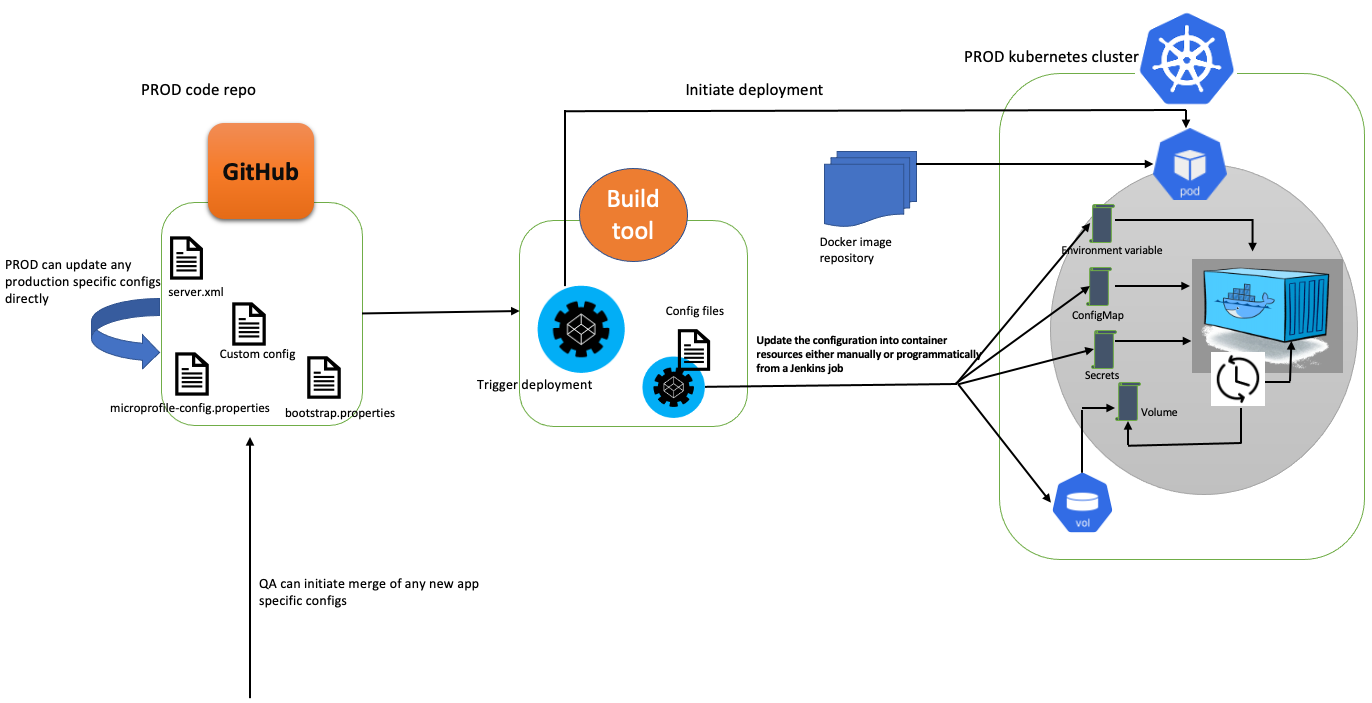 PROD kubernetes cluster
PROD code repo
Initiate deployment
GitHub
Build
tool
pod
Docker image
repository
Environment variable
PROD can update any
production specific configs
directly
server.xml
Custom config
microprofile-config.properties
bootstrap.properties
Config files
Trigger deployment
Update the configuration into container
resources either manually or programmatically
from a Jenkins job
ConfigMap
Secrets
Volume
vol
QA can initiate merge of any new app
specific configs